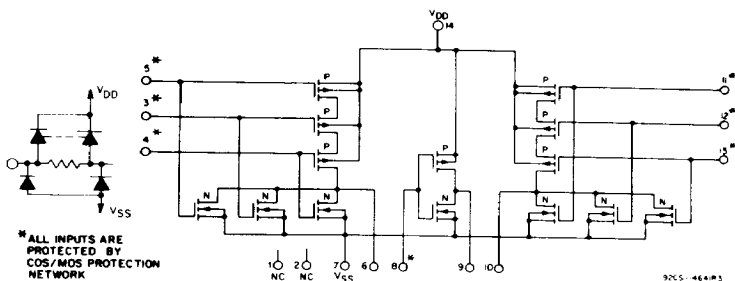 VDD
14
5*
3*
4*
P
P
P
P
P
P
P
11*
12*
13*
VDD
VSS
N
N
N
N
N
N
N
*ALL INPUTS ARE
PROTECTED BY
COS/MOS PROTECTION
NETWORK
1
NC
2
NC
7
VSS
6
8*
9
10
92CS-4641R3